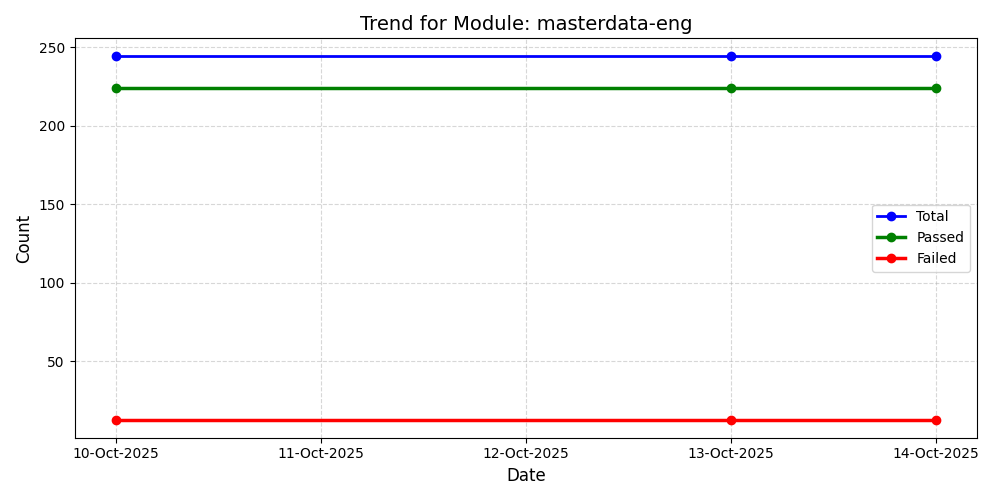 Trend for Module: masterdata-eng
250
200
150
100
50
Count
Total
Passed
Failed
10-Oct-2025
11-Oct-2025
12-Oct-2025
13-Oct-2025
14-Oct-2025
Date